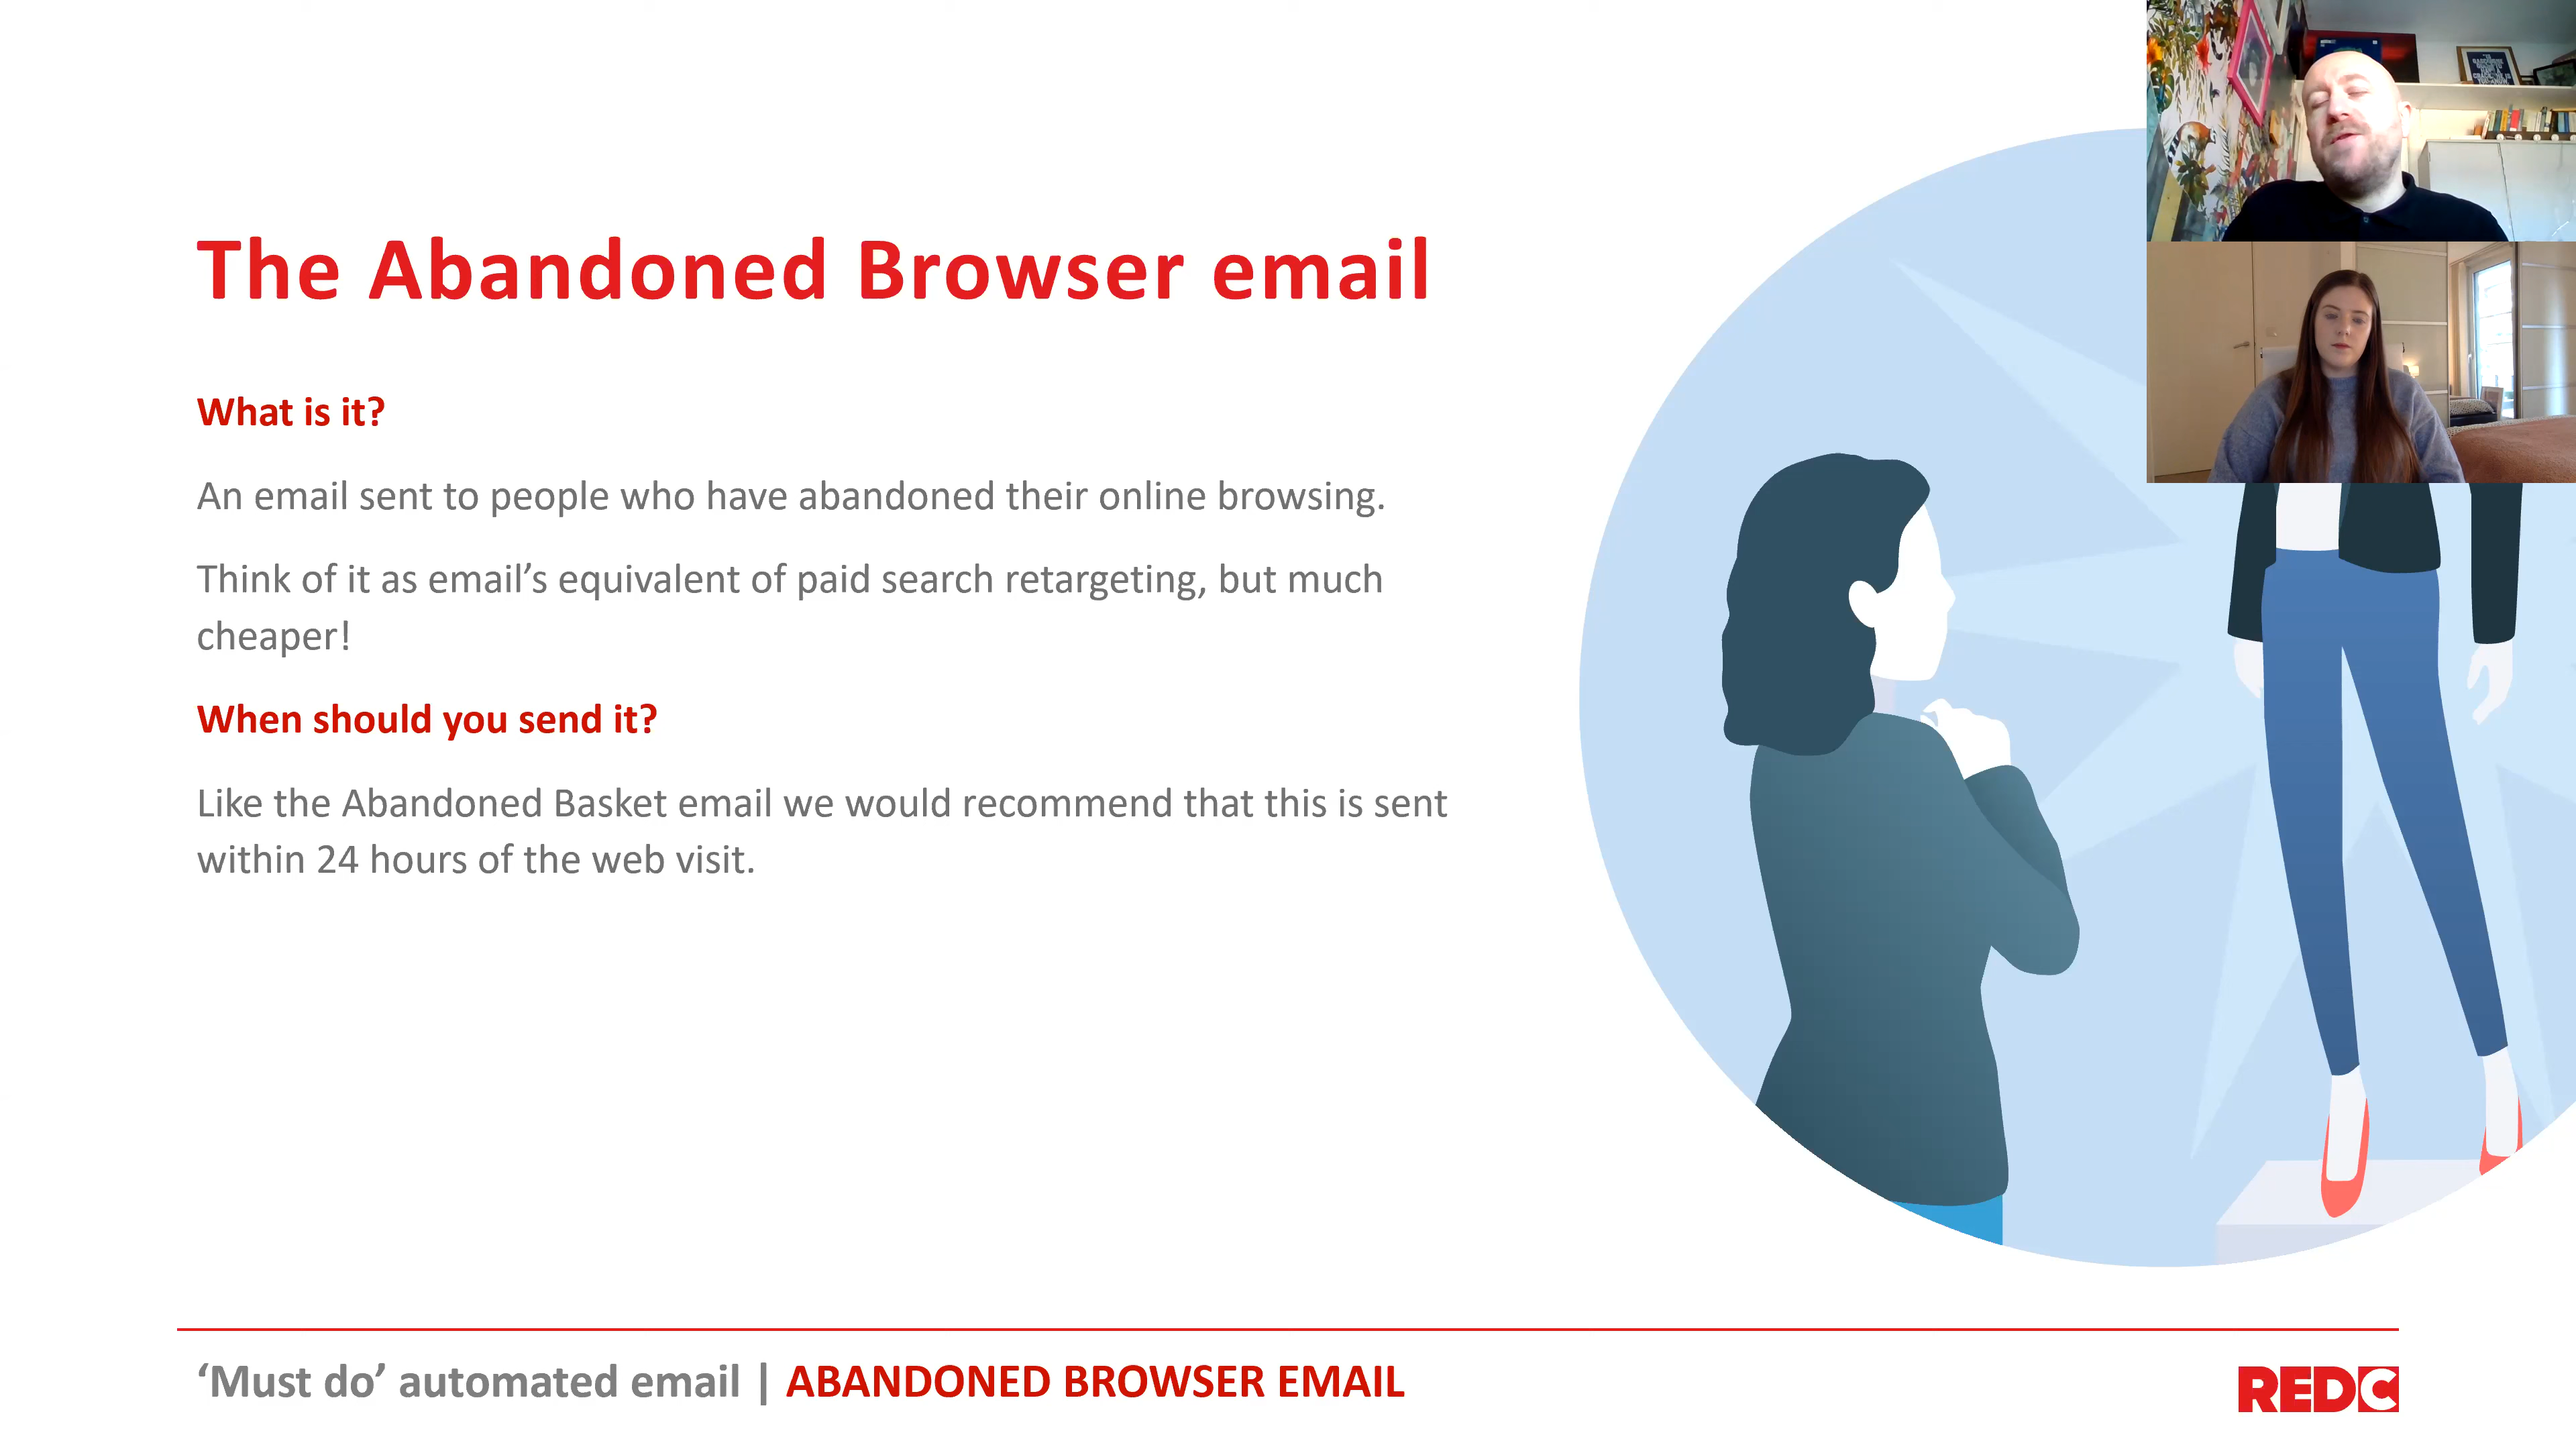 The Abandoned Browser email
What is it?
An email sent to people who have abandoned their online browsing.
Think of it as email’s equivalent of paid search retargeting, but much
cheaper!
When should you send it?
Like the Abandoned Basket email we would recommend that this is sent
within 24 hours of the web visit.
‘Must do’ automated email | ABANDONED BROWSER EMAIL
REDC